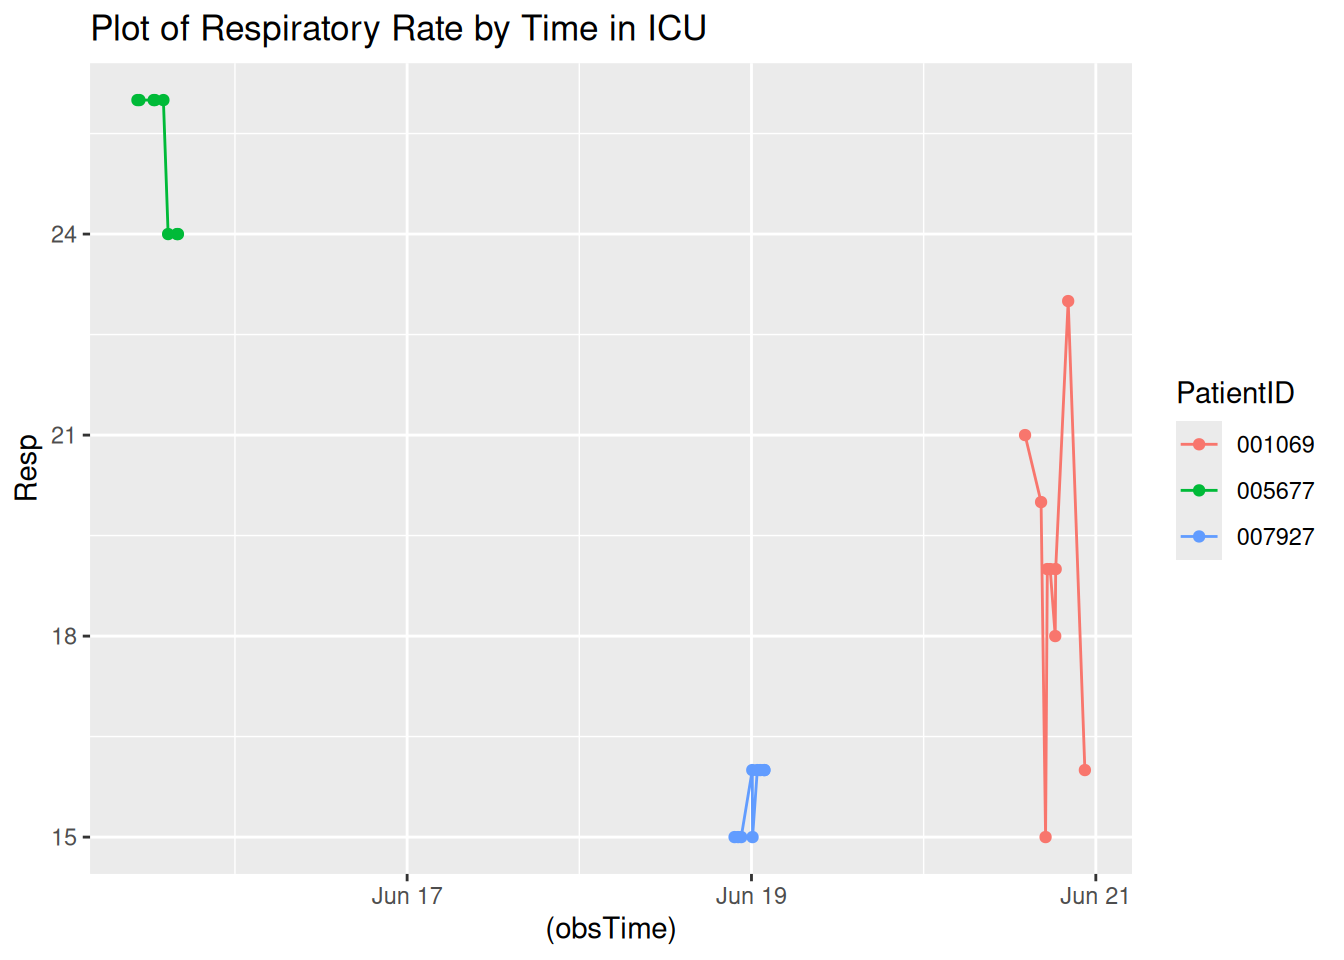 Plot of Respiratory Rate by Time in ICU
24
21
18
15
Resp
Jun 17
Jun 19
Jun 21
(obsTime)
PatientID
001069
005677
007927